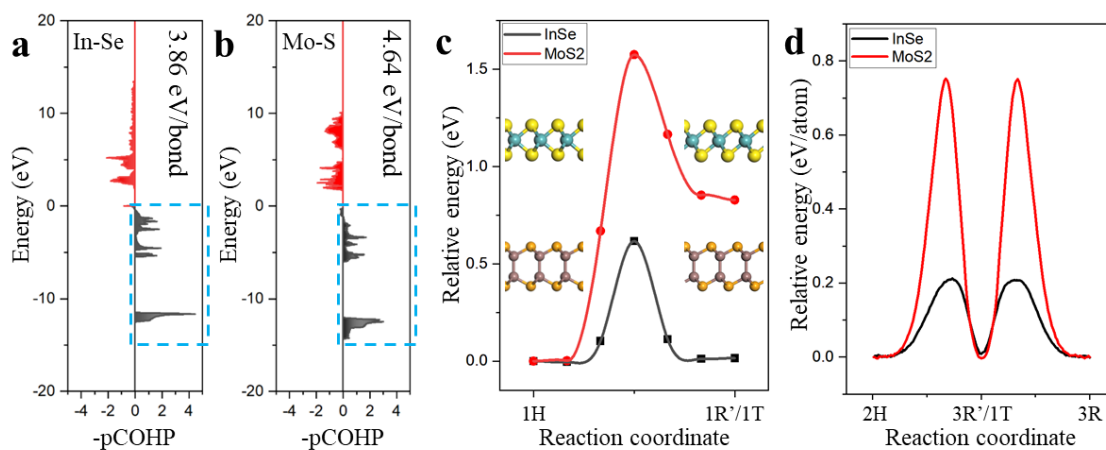 a
In-Se
3.86 eV/bond
20
10
0
-10
-20
Energy (eV)
-4 -2 0 2 4
-pCOHP
b
Mo-S
4.64 eV/bond
20
10
0
-10
-20
Energy (eV)
-4 -2 0 2 4
-pCOHP
c
InSe
MoS2
1.5
1.0
0.5
0.0
Relative energy (eV)
1H 1R’/1T
Reaction coordinate
d
InSe
MoS2
0.8
0.6
0.4
0.2
0.0
Relative energy (eV/atom)
2H 3R’/1T 3R
Reaction coordinate